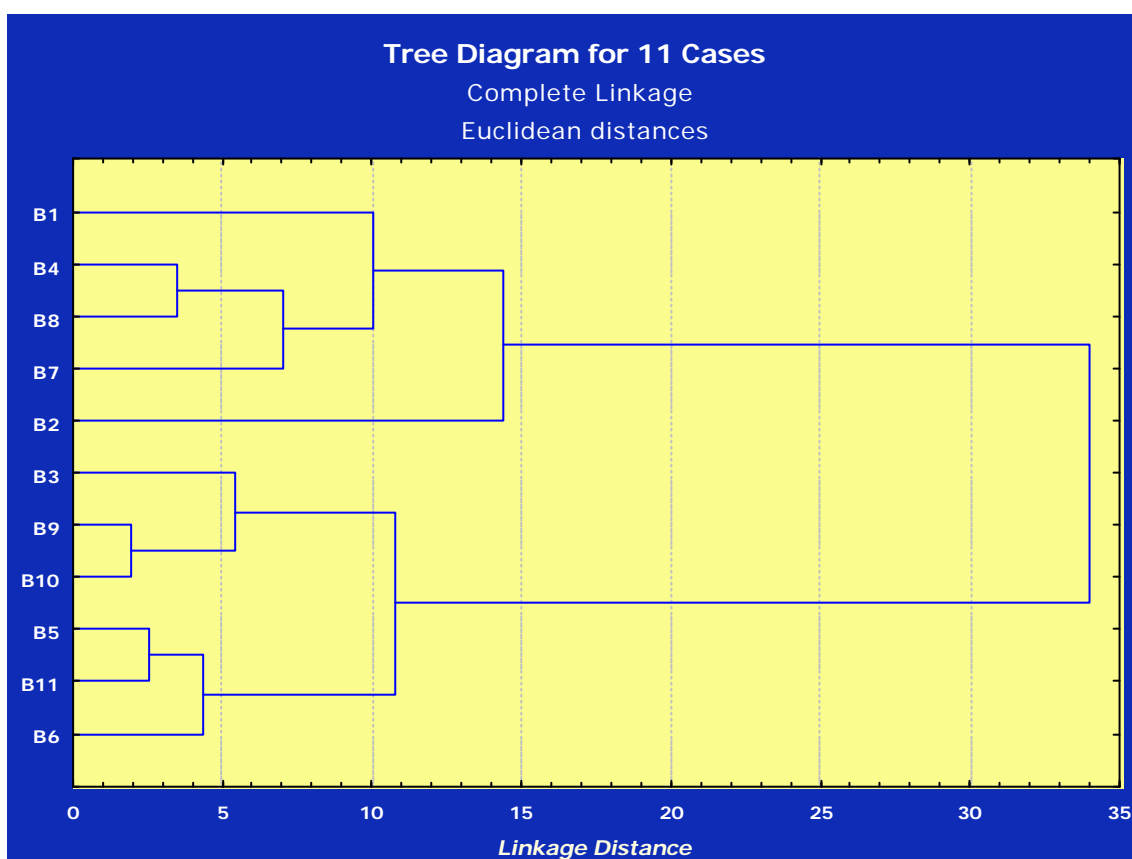 Tree Diagram for 11 Cases
Complete Linkage
Euclidean distances
B1
B4
B8
B7
B2
B3
B9
B10
B5
B11
B6
0 5 10 15 20 25 30 35
Linkage Distance